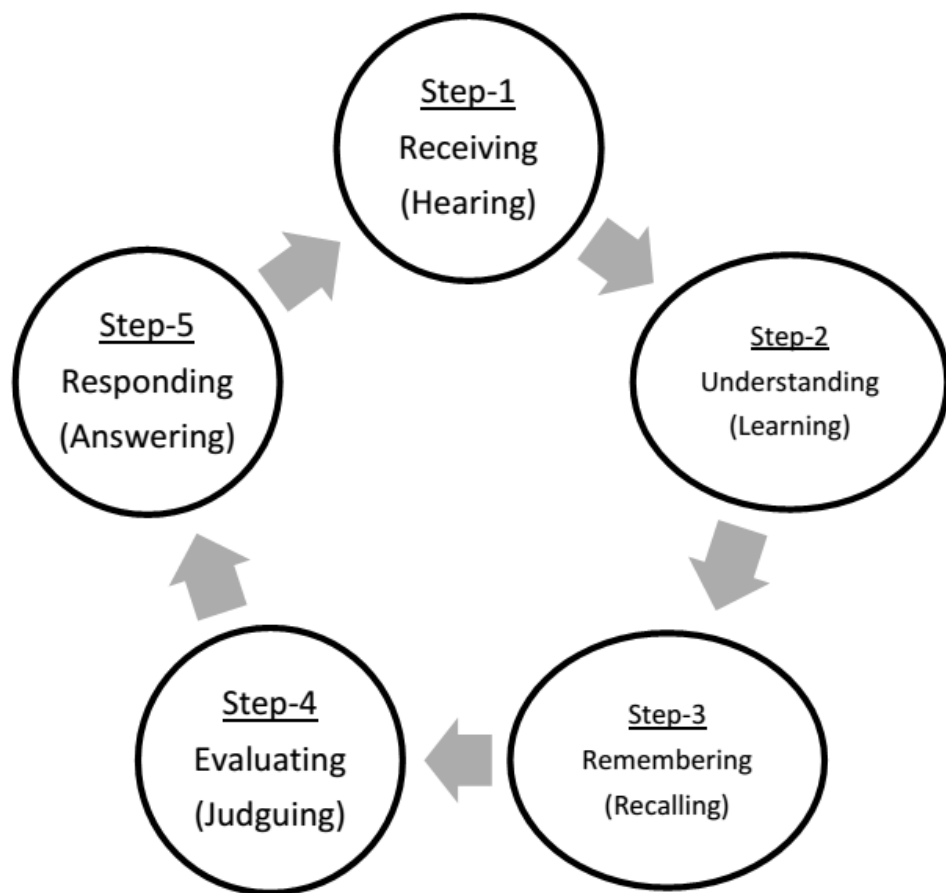 Step-1
Receiving
(Hearing)
Step-2
Understanding
(Learning)
Step-3
Remembering
(Recalling)
Step-4
Evaluating
(Judguing)
Step-5
Responding
(Answering)